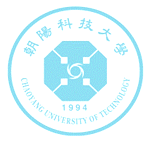 朝陽科技大學
CHAOYANG UNIVERSITY OF TECHNOLOGY
1994